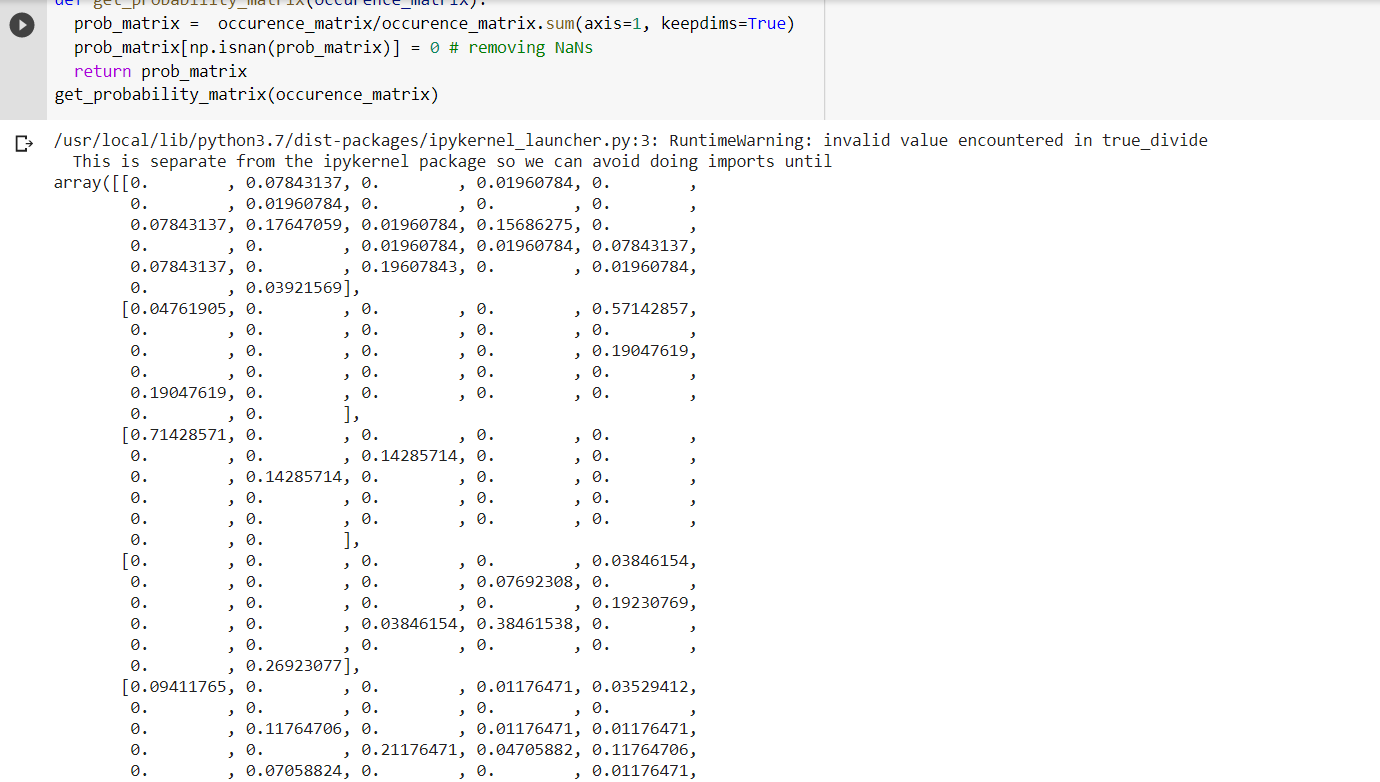 def get_probability_matrix(occurence_matrix):
  prob_matrix =  occurence_matrix/occurence_matrix.sum(axis=1, keepdims=True)
  prob_matrix[np.isnan(prob_matrix)] = 0 # removing NaNs
  return prob_matrix
get_probability_matrix(occurence_matrix)
/usr/local/lib/python3.7/dist-packages/ipykernel_launcher.py:3: RuntimeWarning: invalid value encountered in true_divide
  This is separate from the ipykernel package so we can avoid doing imports until
array([[0.        , 0.07843137, 0.        , 0.01960784, 0.        ,
        0.        , 0.01960784, 0.        , 0.        , 0.        ,
        0.07843137, 0.17647059, 0.01960784, 0.15686275, 0.        ,
        0.        , 0.        , 0.01960784, 0.01960784, 0.07843137,
        0.07843137, 0.        , 0.19607843, 0.        , 0.01960784,
        0.        , 0.03921569],
       [0.04761905, 0.        , 0.        , 0.        , 0.57142857,
        0.        , 0.        , 0.        , 0.        , 0.        ,
        0.        , 0.        , 0.        , 0.        , 0.19047619,
        0.        , 0.        , 0.        , 0.        , 0.        ,
        0.19047619, 0.        , 0.        , 0.        , 0.        ,
        0.        , 0.        ],
       [0.71428571, 0.        , 0.        , 0.        , 0.        ,
        0.        , 0.        , 0.14285714, 0.        , 0.        ,
        0.        , 0.14285714, 0.        , 0.        , 0.        ,
        0.        , 0.        , 0.        , 0.        , 0.        ,
        0.        , 0.        , 0.        , 0.        , 0.        ,
        0.        , 0.        ],
       [0.        , 0.        , 0.        , 0.        , 0.03846154,
        0.        , 0.        , 0.        , 0.07692308, 0.        ,
        0.        , 0.        , 0.        , 0.        , 0.19230769,
        0.        , 0.        , 0.03846154, 0.38461538, 0.        ,
        0.        , 0.        , 0.        , 0.        , 0.        ,
        0.        , 0.26923077],
       [0.09411765, 0.        , 0.        , 0.01176471, 0.03529412,
        0.        , 0.        , 0.        , 0.        , 0.        ,
        0.        , 0.11764706, 0.        , 0.01176471, 0.01176471,
        0.        , 0.        , 0.21176471, 0.04705882, 0.11764706,
        0.        , 0.07058824, 0.        , 0.        , 0.01176471,